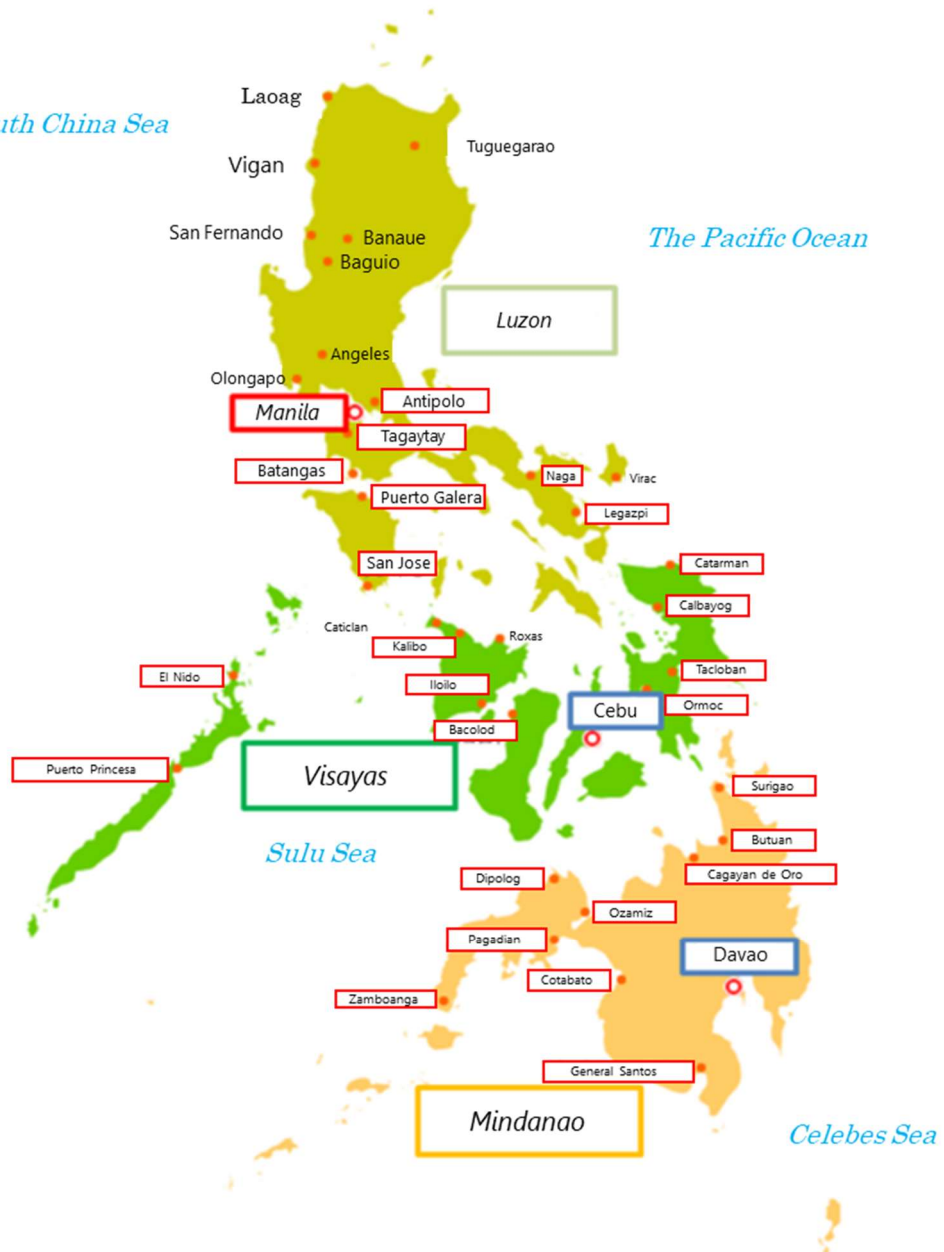 Laoag
uth China Sea
Tuguegarao
Vigan
San Fernando
Banaue
The Pacific Ocean
Baguio
Luzon
Angeles
Olongapo
Antipolo
Manila
Tagaytay
Batangas
Naga
Virac
Puerto Galera
Legazpi
San Jose
Catarman
Calbayog
Caticlan
Roxas
Kalibo
Tacloban
El Nido
Iloilo
Ormoc
Cebu
Bacolod
Puerto Princesa
Visayas
Surigao
Butuan
Sulu Sea
Cagayan de Oro
Dipolog
Ozamiz
Pagadian
Davao
Cotabato
Zamboanga
General Santos
Mindanao
Celebes Sea